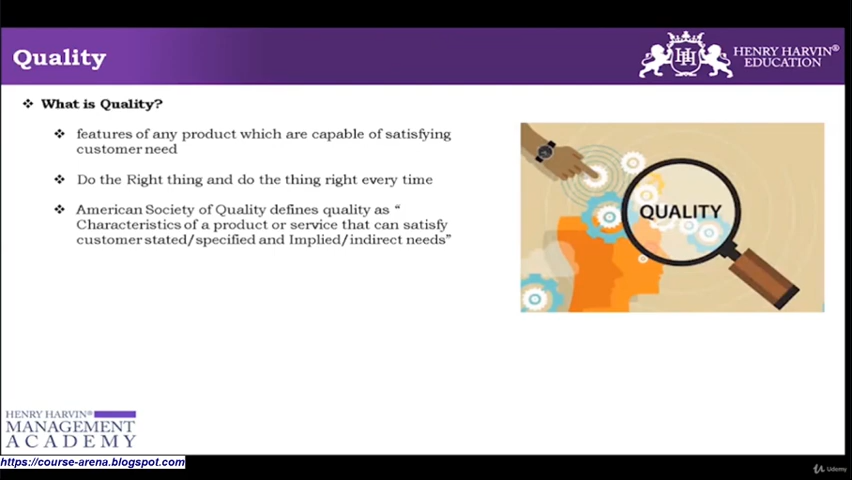 Quality
HENRY HARVIN®
EDUCATION
What is Quality?
features of any product which are capable of satisfying
customer need
Do the Right thing and do the thing right every time
American Society of Quality defines quality as “
Characteristics of a product or service that can satisfy
customer stated/specified and Implied/indirect needs”
QUALITY
HENRY HARVIN®
MANAGEMENT
ACADEMY
https://course-arena.blogspot.com
Udemy